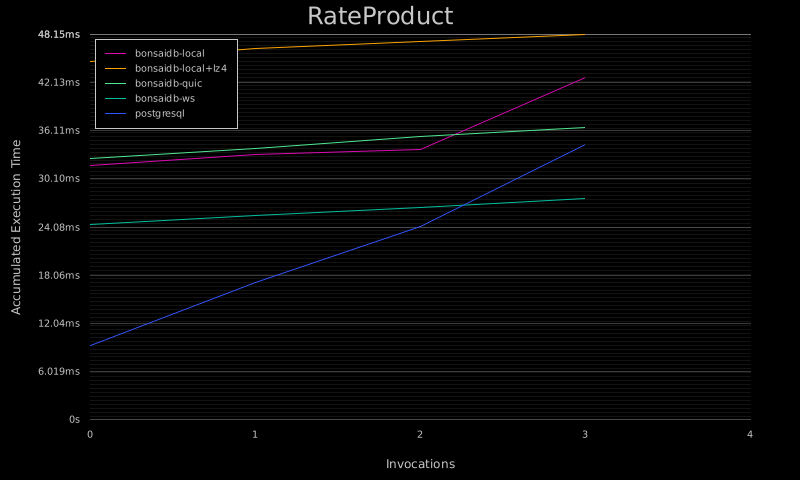 RateProduct
48.15ms
42.13ms
36.11ms
30.10ms
24.08ms
18.06ms
12.04ms
6.019ms
0s
bonsaidb-local
bonsaidb-local+lz4
bonsaidb-quic
bonsaidb-ws
postgresql
Accumulated Execution Time
0 1 2 3 4
Invocations